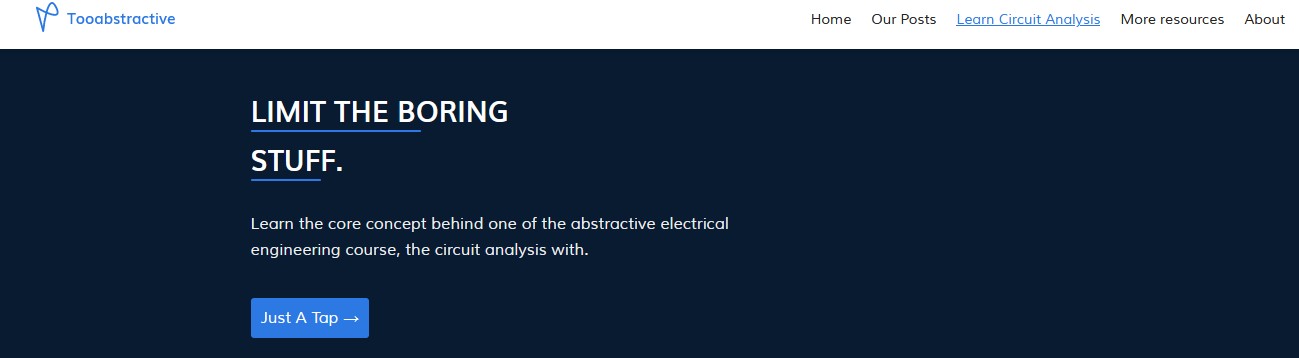 Tooabstractive
Home Our Posts Learn Circuit Analysis More resources About
LIMIT THE BORING
STUFF.
Learn the core concept behind one of the abstractive electrical
engineering course, the circuit analysis with.
Just A Tap →